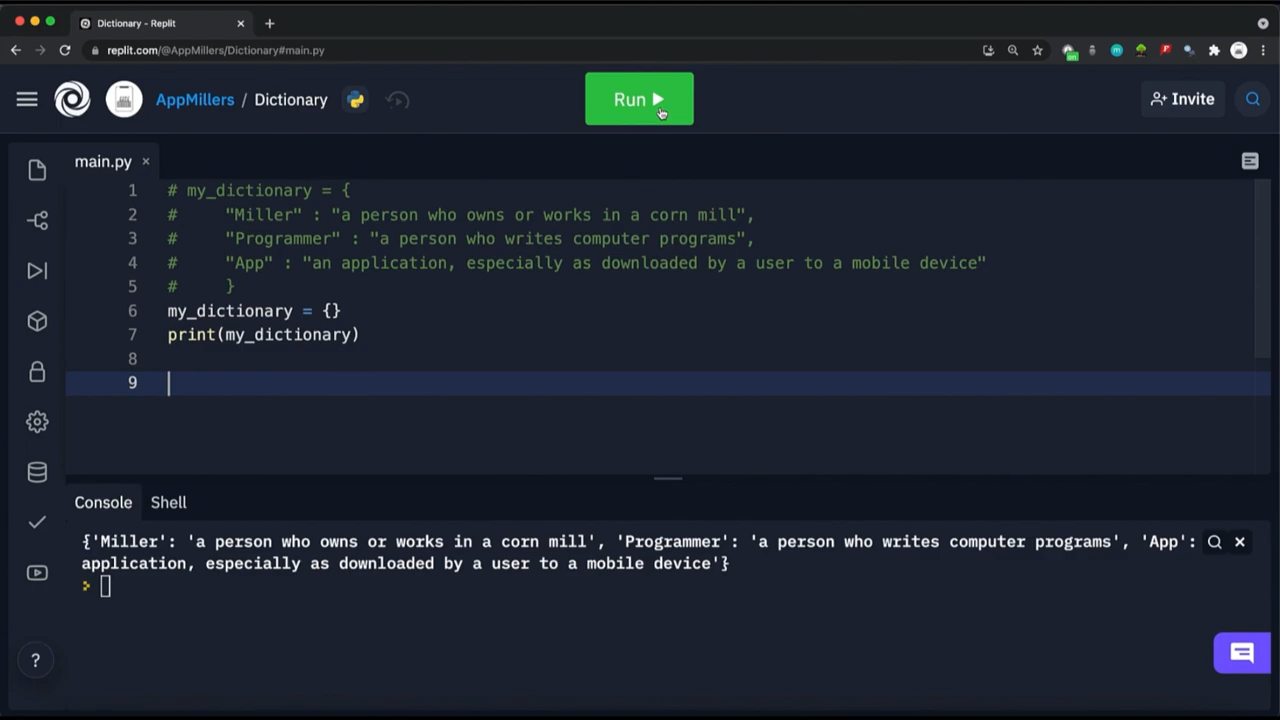 Dictionary - Replit
replit.com/@AppMillers/Dictionary#main.py
AppMillers / Dictionary
Run
Invite
main.py
1 # my_dictionary = {
2 #     "Miller" : "a person who owns or works in a corn mill",
3 #     "Programmer" : "a person who writes computer programs",
4 #     "App" : "an application, especially as downloaded by a user to a mobile device"
5 #     }
6 my_dictionary = {}
7 print(my_dictionary)
8
9
Console Shell
{'Miller': 'a person who owns or works in a corn mill', 'Programmer': 'a person who writes computer programs', 'App':
application, especially as downloaded by a user to a mobile device'}
>
?